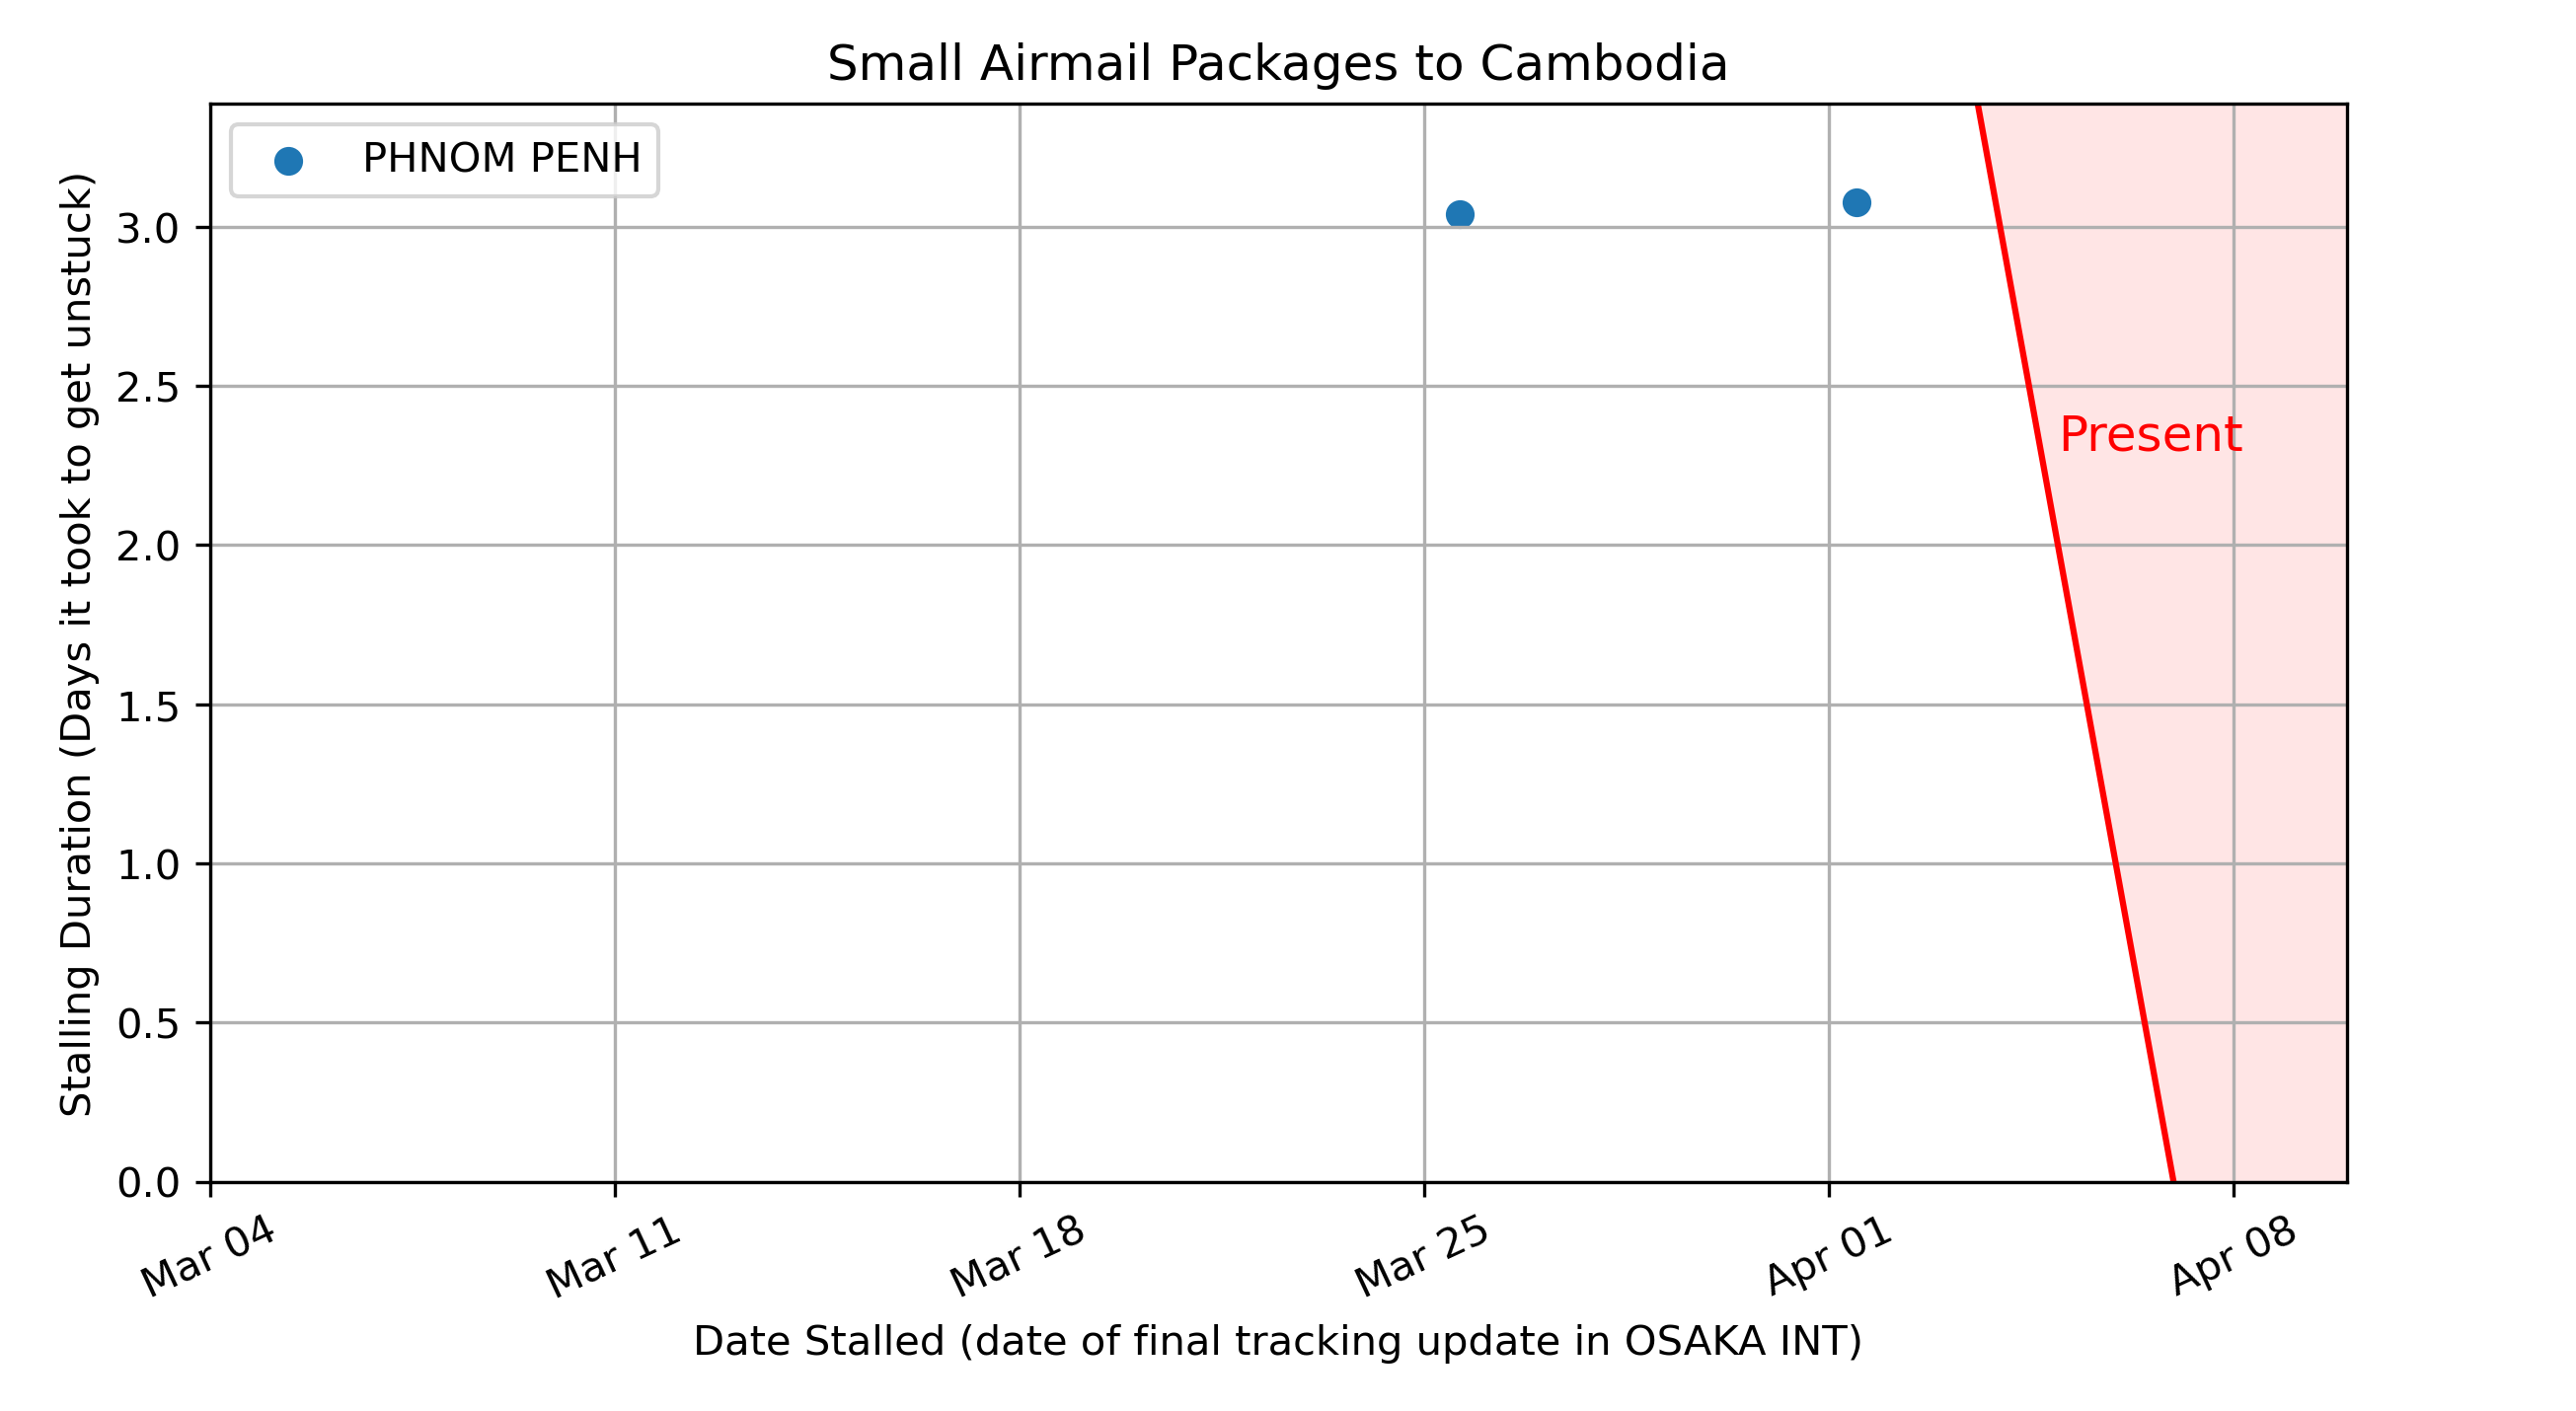 Small Airmail Packages to Cambodia
PHNOM PENH
Stalling Duration (Days it took to get unstuck)
3.0
2.5
2.0
1.5
1.0
0.5
0.0
Present
Mar 04
Mar 11
Mar 18
Mar 25
Apr 01
Apr 08
Date Stalled (date of final tracking update in OSAKA INT)